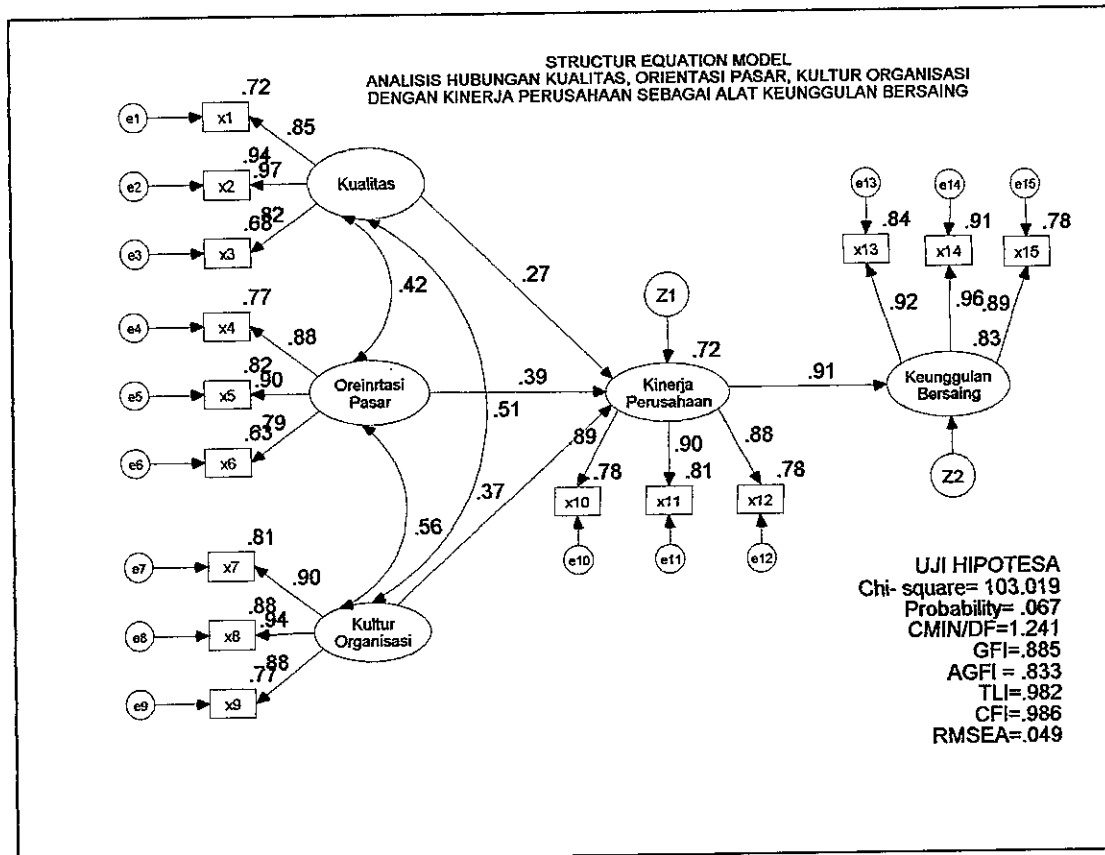 STRUCTUR EQUATION MODEL
ANALISIS HUBUNGAN KUALITAS, ORIENTASI PASAR, KULTUR ORGANISASI
DENGAN KINERJA PERUSAHAAN SEBAGAI ALAT KEUNGGULAN BERSAING
.72
e1
x1
.85
.94
.97
e2
x2
Kualitas
.82
.68
e3
x3
.42
.27
.51
.77
e4
x4
.88
.82
.90
e5
x5
Oreinrtasi
Pasar
.39
.79
.63
e6
x6
.56
.37
.81
e7
x7
.90
.88
.94
e8
x8
Kultur
Organisasi
.88
.77
e9
x9
Z1
.72
Kinerja
Perusahaan
.91
.89
.90
.88
.78
.81
.78
x10
x11
x12
e10
e11
e12
e13
e14
e15
.84
.91
.78
x13
x14
x15
.92
.96
.89
.83
Keunggulan
Bersaing
Z2
UJI HIPOTESA
Chi- square= 103.019
Probability= .067
CMIN/DF=1.241
GFI=.885
AGFI = .833
TLI=.982
CFI=.986
RMSEA=.049